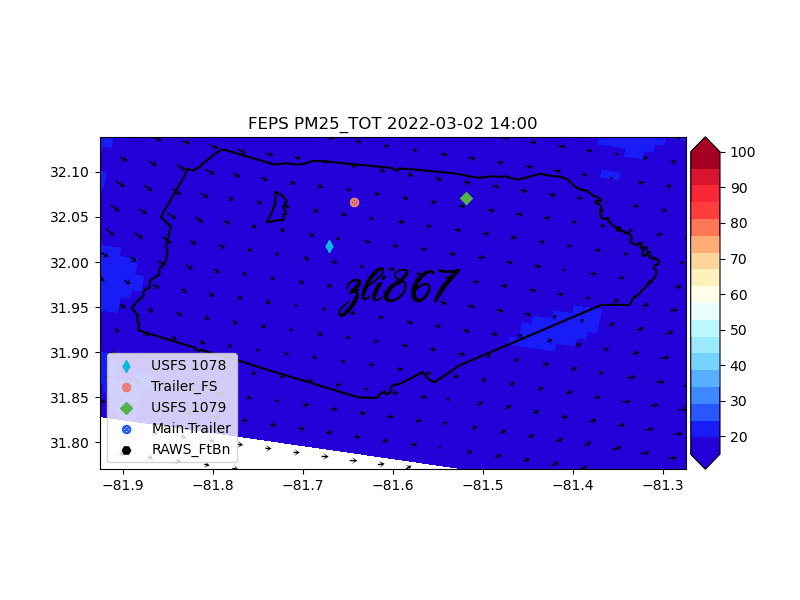 FEPS PM25_TOT 2022-03-02 14:00
32.10
32.05
32.00
31.95
31.90
31.85
31.80
−81.9 −81.8 −81.7 −81.6 −81.5 −81.4 −81.3
100
90
80
70
60
50
40
30
20
zli867
USFS 1078
Trailer_FS
USFS 1079
Main-Trailer
RAWS_FtBn